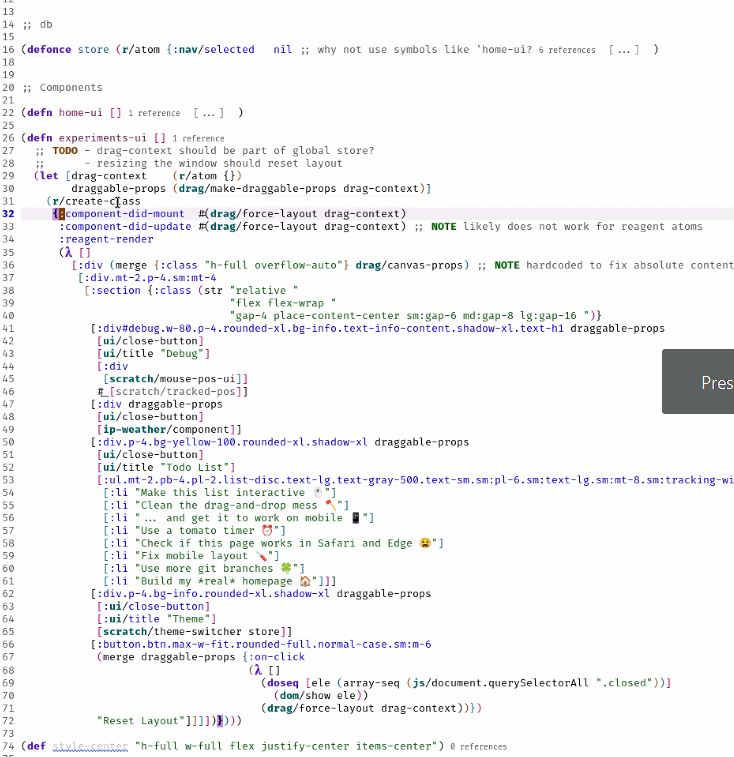 12
13
14 ;; db
15
16 (defonce store (r/atom {:nav/selected nil ;; why not use symbols like 'home-ui? 6 references [...] )
18
19
20 ;; Components
21
22 (defn home-ui [] 1 reference [...] )
25
26 (defn experiments-ui [] 1 reference
27 ;; TODO - drag-context should be part of global store?
28 ;; - resizing the window should reset layout
29 (let [drag-context (r/atom {})
30 draggable-props (drag/make-draggable-props drag-context)]
31 (r/create-class
32 {:component-did-mount #(drag/force-layout drag-context)
33 :component-did-update #(drag/force-layout drag-context) ;; NOTE likely does not work for reagent atoms
34 :reagent-render
35 (λ []
36 [:div (merge {:class "h-full overflow-auto"} drag/canvas-props) ;; NOTE hardcoded to fix absolute content
37 [:div.mt-2.p-4.sm:mt-4
38 [:section {:class (str "relative "
39 "flex flex-wrap "
40 "gap-4 place-content-center sm:gap-6 md:gap-8 lg:gap-16 ")}
41 [:div#debug.w-80.p-4.rounded-xl.bg-info.text-info-content.shadow-xl.text-h1 draggable-props
42 [ui/close-button]
43 [ui/title "Debug"]
44 [:div
45 [scratch/mouse-pos-ui]]
46 #_[scratch/tracked-pos]]
47 [:div draggable-props
48 [ui/close-button]
49 [ip-weather/component]]
50 [:div.p-4.bg-yellow-100.rounded-xl.shadow-xl draggable-props
51 [ui/close-button]
52 [ui/title "Todo List"]
53 [:ul.mt-2.pb-4.pl-2.list-disc.text-lg.text-gray-500.text-sm.sm:pl-6.sm:text-lg.sm:mt-8.sm:tracking-wi
54 [:li "Make this list interactive 🖱️"]
55 [:li "Clean the drag-and-drop mess 🪓"]
56 [:li " ... and get it to work on mobile 📱"]
57 [:li "Use a tomato timer ⏰"]
58 [:li "Check if this page works in Safari and Edge 😫"]
59 [:li "Fix mobile layout 🪛"]
60 [:li "Use more git branches 🍀"]
61 [:li "Build my *real* homepage 🏠"]]]
62 [:div.p-4.bg-info.rounded-xl.shadow-xl draggable-props
63 [:ui/close-button]
64 [:ui/title "Theme"]
65 [scratch/theme-switcher store]]
66 [:button.btn.max-w-fit.rounded-full.normal-case.sm:m-6
67 (merge draggable-props {:on-click
68 (λ []
69 (doseq [ele (array-seq (js/document.querySelectorAll ".closed"))]
70 (dom/show ele))
71 (drag/force-layout drag-context))})
72 "Reset Layout"]]]])})))
73
74 (def style-center "h-full w-full flex justify-center items-center") 0 references
75
Pres